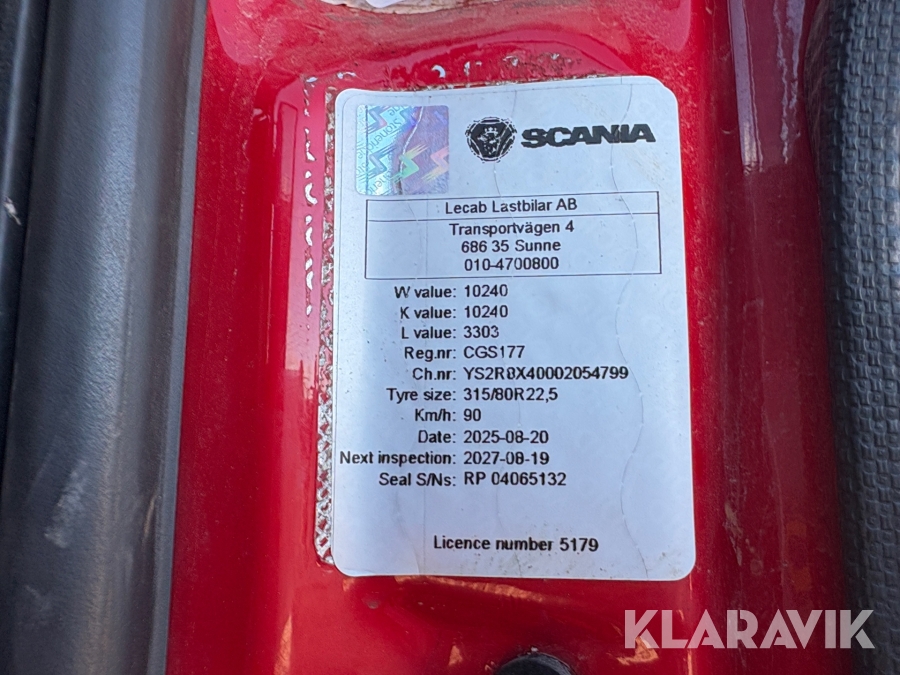 SCANIA
Lecab Lastbilar AB
Transportvägen 4
686 35 Sunne
010-4700800
W value: 10240
K value: 10240
L value: 3303
Reg.nr: CGS177
Ch.nr: YS2R8X40002054799
Tyre size: 315/80R22,5
Km/h: 90
Date: 2025-08-20
Next inspection: 2027-08-19
Seal S/Ns: RP 04065132
Licence number 5179
KLARAVIK